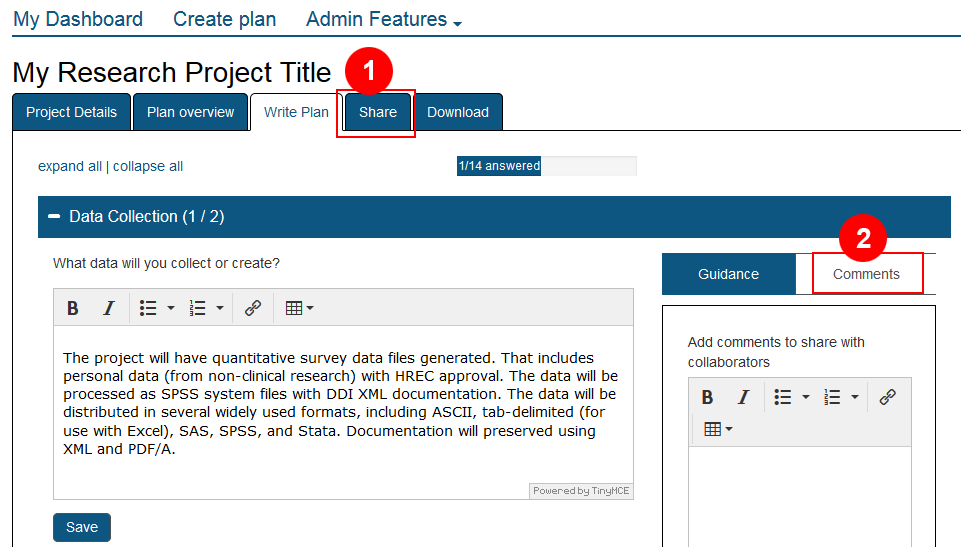 My Dashboard Create plan Admin Features
My Research Project Title
1
Project Details Plan overview Write Plan Share Download
expand all | collapse all
1/14 answered
Data Collection (1 / 2)
2
Guidance Comments
What data will you collect or create?
B I
The project will have quantitative survey data files generated. That includes
personal data (from non-clinical research) with HREC approval. The data will be
processed as SPSS system files with DDI XML documentation. The data will be
distributed in several widely used formats, including ASCII, tab-delimited (for
use with Excel), SAS, SPSS, and Stata. Documentation will preserved using
XML and PDF/A.
Powered by TinyMCE
Save
Add comments to share with
collaborators
B I